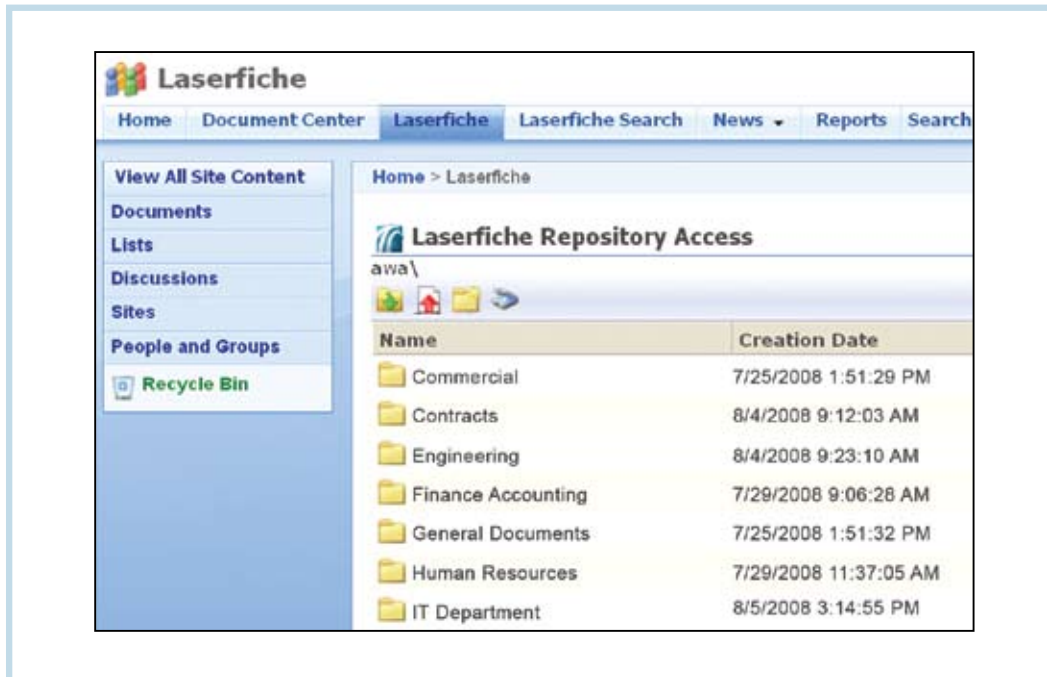 Laserfiche
Home Document Center Laserfiche Laserfiche Search News Reports Search
View All Site Content
Documents
Lists
Discussions
Sites
People and Groups
Recycle Bin
Home > Laserfiche
Laserfiche Repository Access
awa\
Name Creation Date
Commercial 7/25/2008 1:51:29 PM
Contracts 8/4/2008 9:12:03 AM
Engineering 8/4/2008 9:23:10 AM
Finance Accounting 7/29/2008 9:06:28 AM
General Documents 7/25/2008 1:51:32 PM
Human Resources 7/29/2008 11:37:05 AM
IT Department 8/5/2008 3:14:55 PM